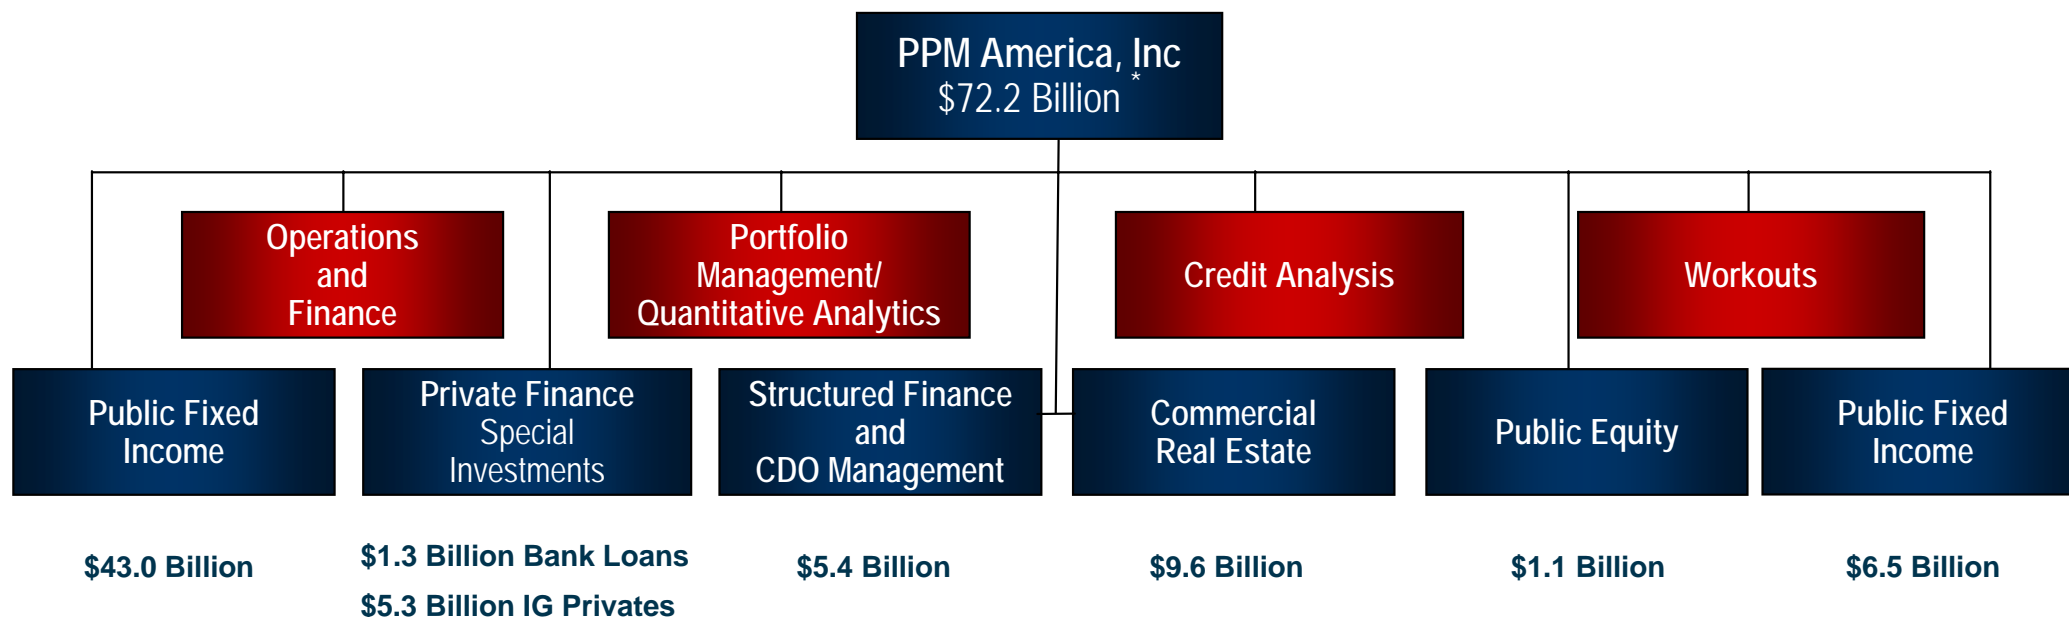 PPM America, Inc
$72.2 Billion *
Operations
and
Finance
Portfolio
Management/
Quantitative Analytics
Credit Analysis
Workouts
Public Fixed
Income
Private Finance
Special
Investments
Structured Finance
and
CDO Management
Commercial
Real Estate
Public Equity
Public Fixed
Income
$43.0 Billion
$1.3 Billion Bank Loans
$5.3 Billion IG Privates
$5.4 Billion
$9.6 Billion
$1.1 Billion
$6.5 Billion